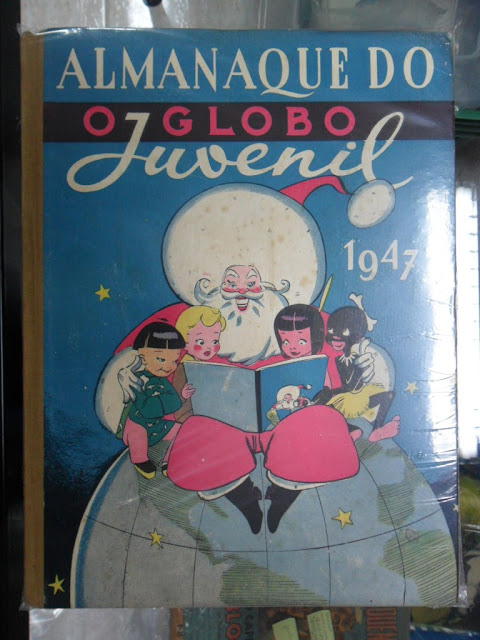 ALMANAQUE DO
O GLOBO
Juvenil
1947